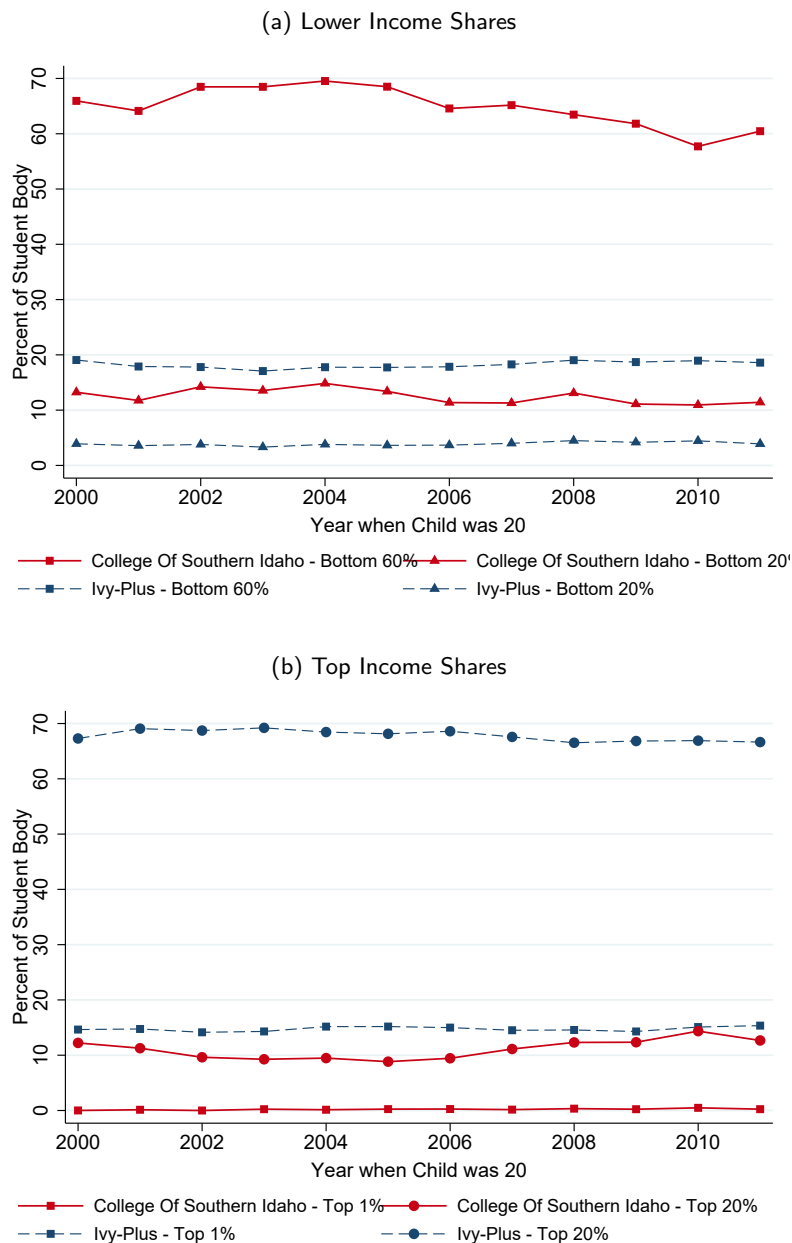 (a) Lower Income Shares
Percent of Student Body
70
60
50
40
30
20
10
0
2000 2002 2004 2006 2008 2010
Year when Child was 20
College Of Southern Idaho - Bottom 60% College Of Southern Idaho - Bottom 20%
Ivy-Plus - Bottom 60% Ivy-Plus - Bottom 20%
(b) Top Income Shares
Percent of Student Body
70
60
50
40
30
20
10
0
2000 2002 2004 2006 2008 2010
Year when Child was 20
College Of Southern Idaho - Top 1% College Of Southern Idaho - Top 20%
Ivy-Plus - Top 1% Ivy-Plus - Top 20%